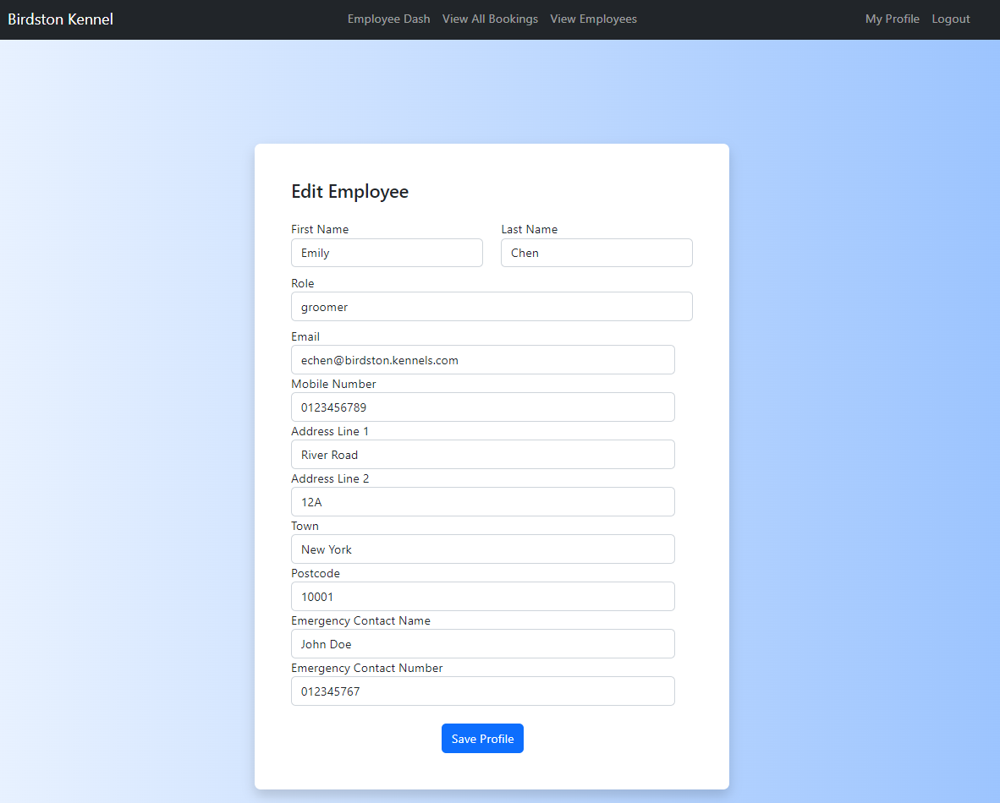 Birdston Kennel Employee Dash View All Bookings View Employees My Profile Logout
Edit Employee
First Name Last Name
Emily Chen
Role
groomer
Email
echen@birdston.kennels.com
Mobile Number
0123456789
Address Line 1
River Road
Address Line 2
12A
Town
New York
Postcode
10001
Emergency Contact Name
John Doe
Emergency Contact Number
012345767
Save Profile